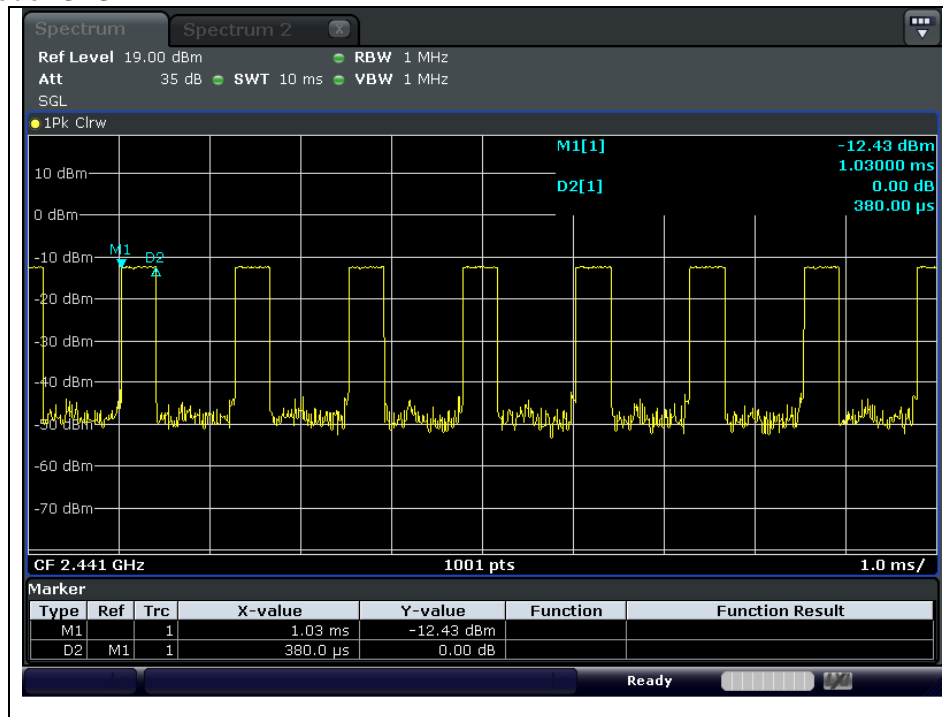 Spectrum Spectrum 2 X
Ref Level 19.00 dBm RBW 1 MHz
Att 35 dB SWT 10 ms VBW 1 MHz
SGL
1Pk Clrw
M1[1] -12.43 dBm
1.03000 ms
D2[1] 0.00 dB
380.00 µs
10 dBm
0 dBm
M1 D2
-10 dBm
-20 dBm
-30 dBm
-40 dBm
-50 dBm
-60 dBm
-70 dBm
CF 2.441 GHz 1001 pts 1.0 ms/
Marker
Type Ref Trc X-value Y-value Function Function Result
M1 1 1.03 ms -12.43 dBm
D2 M1 1 380.0 µs 0.00 dB
Ready